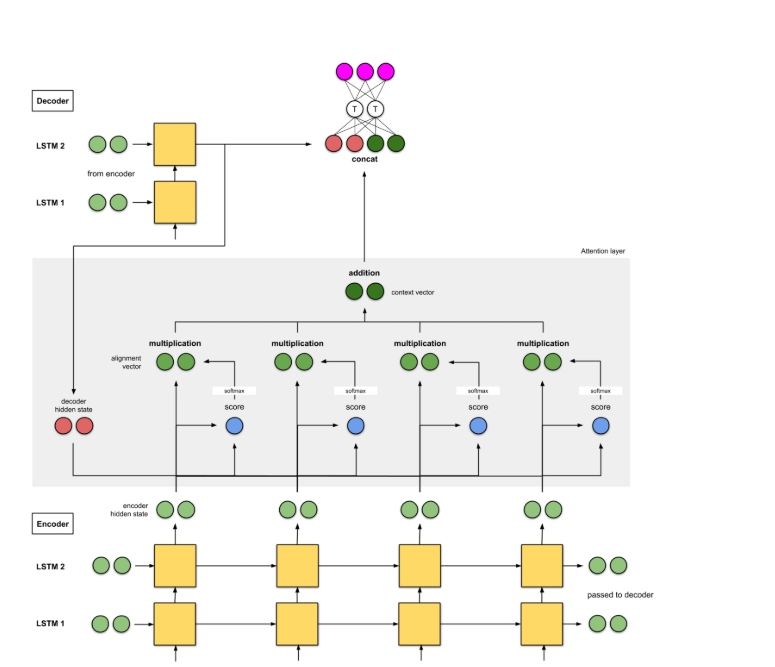 T T
Decoder
LSTM 2
concat
from encoder
LSTM 1
Attention layer
addition
context vector
multiplication multiplication multiplication multiplication
alignment
vector
softmax softmax softmax softmax
decoder
hidden state
score score score score
encoder
hidden state
Encoder
LSTM 2
passed to decoder
LSTM 1